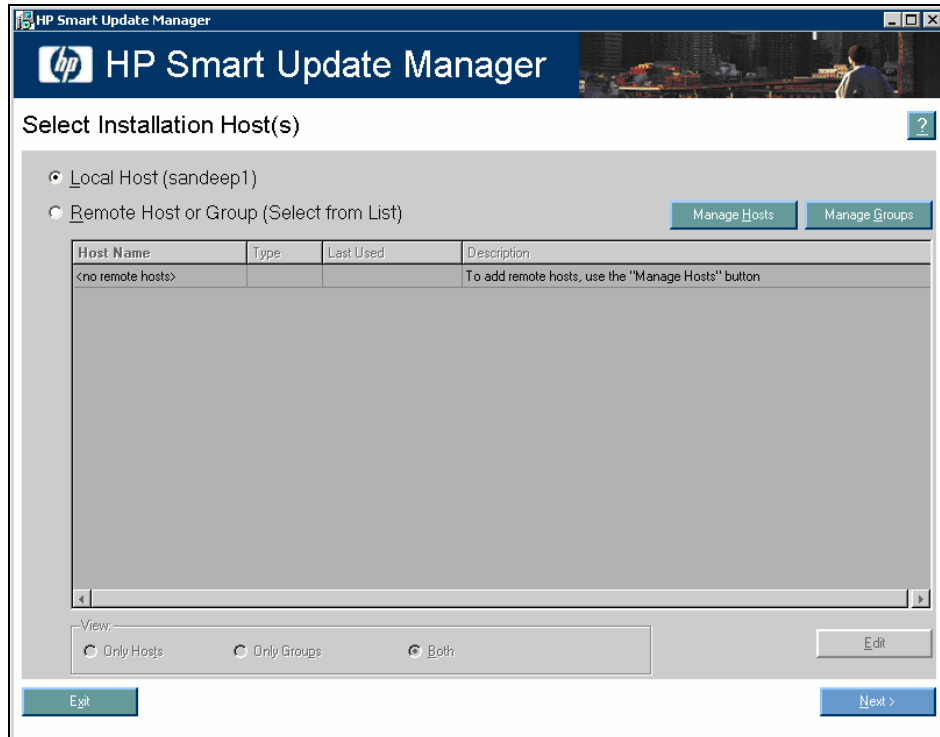 HP Smart Update Manager
hp HP Smart Update Manager
Select Installation Host(s)
?
Local Host (sandeep1)
Remote Host or Group (Select from List)
Manage Hosts
Manage Groups
Host Name Type Last Used Description
<no remote hosts> To add remote hosts, use the "Manage Hosts" button
View:
Only Hosts Only Groups Both
Edit
Exit
Next >